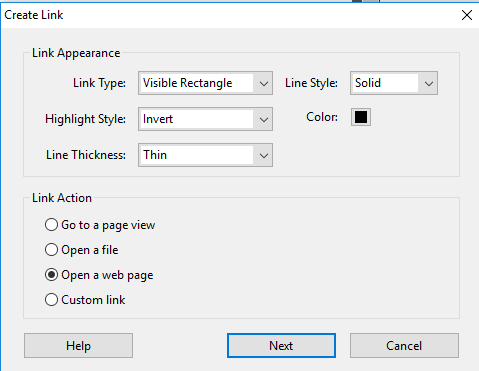 Create Link
Link Appearance
Link Type: Visible Rectangle Line Style: Solid
Highlight Style: Invert Color:
Line Thickness: Thin
Link Action
Go to a page view
Open a file
Open a web page
Custom link
Help Next Cancel